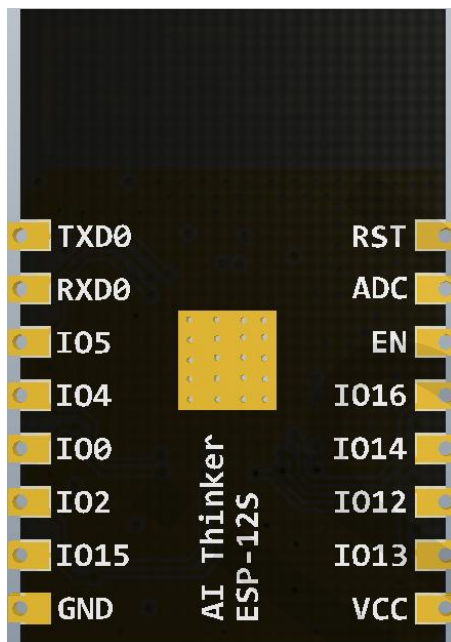 TXD0
RXD0
IO5
IO4
IO0
IO2
IO15
GND
AI Thinker
ESP-12S
RST
ADC
EN
IO16
IO14
IO12
IO13
VCC